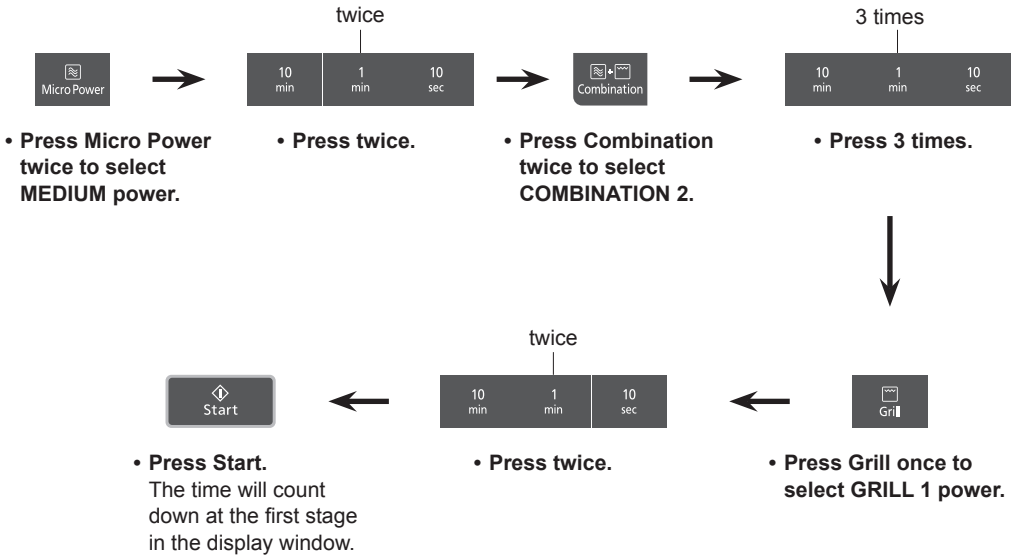 twice
3 times
Micro Power
10 min
1 min
10 sec
Combination
10 min
1 min
10 sec
• Press Micro Power
twice to select
MEDIUM power.
• Press twice.
• Press Combination
twice to select
COMBINATION 2.
• Press 3 times.
twice
Start
10 min
1 min
10 sec
Grill
• Press Start.
The time will count
down at the first stage
in the display window.
• Press twice.
• Press Grill once to
select GRILL 1 power.